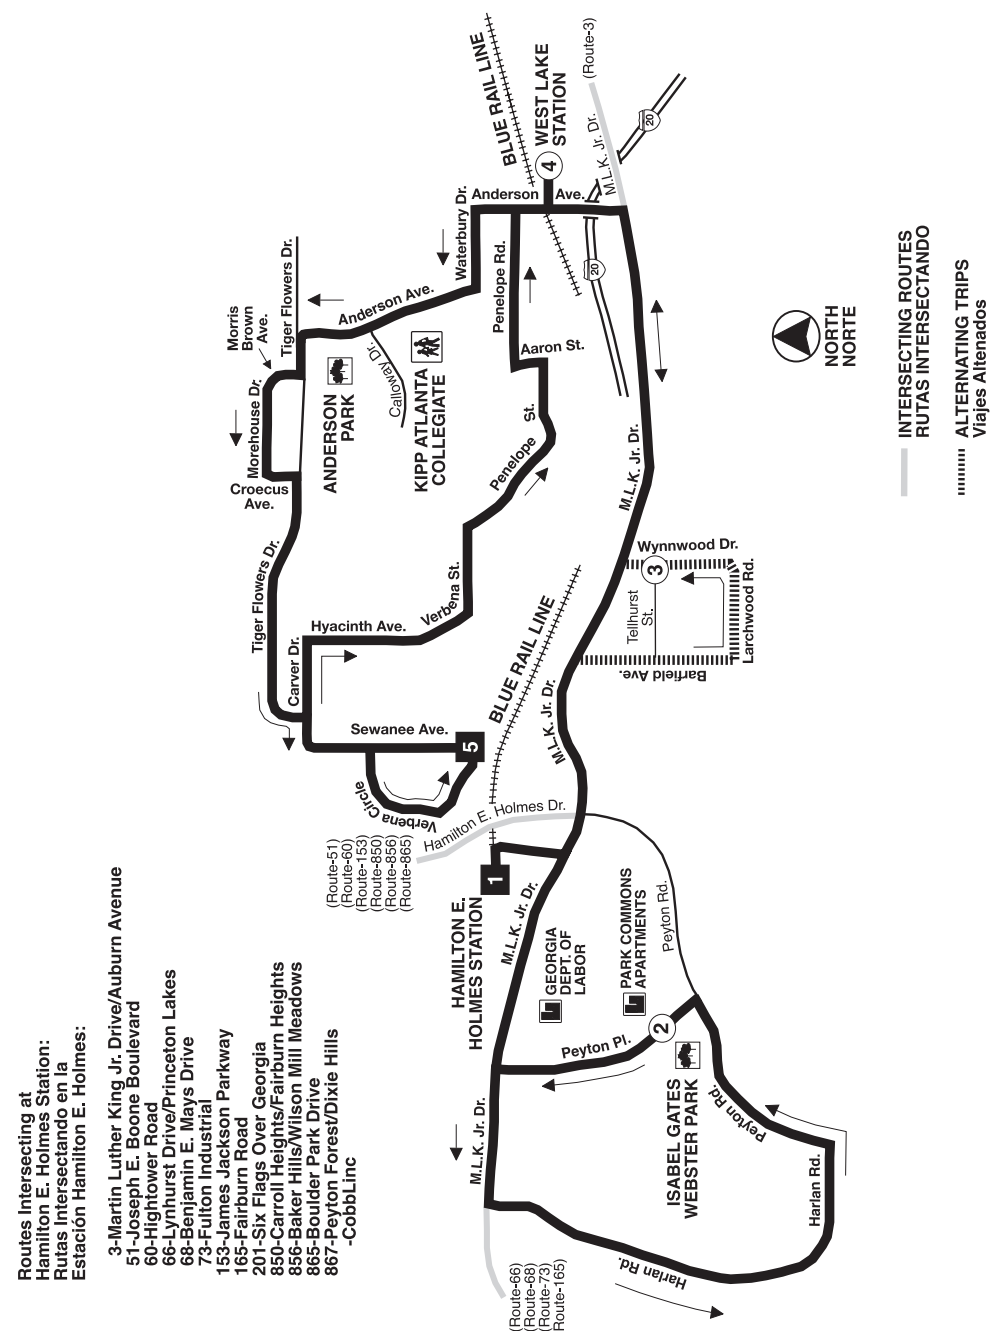 Routes Intersecting at
Hamilton E. Holmes Station:
Rutas Intersectando en la
Estación Hamilton E. Holmes:
3-Martin Luther King Jr. Drive/Auburn Avenue
51-Joseph E. Boone Boulevard
60-Hightower Road
66-Lynhurst Drive/Princeton Lakes
68-Benjamin E. Mays Drive
73-Fulton Industrial
153-James Jackson Parkway
165-Fairburn Road
201-Six Flags Over Georgia
850-Carroll Heights/Fairburn Heights
856-Baker Hills/Wilson Mill Meadows
865-Boulder Park Drive
867-Peyton Forest/Dixie Hills
-CobbLinc
(Route-51)
(Route-60)
(Route-153)
(Route-850)
(Route-856)
(Route-865)
Hamilton E. Holmes Dr.
Verbena Circle
Sewanee Ave.
5
Carver Dr.
Hyacinth Ave.
Tiger Flowers Dr.
Croecus
Ave.
Morehouse Dr.
Morris
Brown
Ave.
Tiger Flowers Dr.
ANDERSON
PARK
Anderson Ave.
Calloway Dr.
KIPP ATLANTA
COLLEGIATE
Waterbury Dr.
Anderson Ave.
Penelope Rd.
Aaron St.
Penelope St.
Verbena St.
BLUE RAIL LINE
BLUE RAIL LINE
4
WEST LAKE
STATION
(Route-3)
M.L.K. Jr. Dr.
20
20
M.L.K. Jr. Dr.
M.L.K. Jr. Dr.
Wynnwood Dr.
3
Tellhurst
St.
Larchwood Rd.
Barfield Ave.
HAMILTON E.
HOLMES STATION
1
M.L.K. Jr. Dr.
GEORGIA
DEPT. OF
LABOR
PARK COMMONS
APARTMENTS
Peyton Rd.
Peyton Pl.
2
M.L.K. Jr. Dr.
ISABEL GATES
WEBSTER PARK
Peyton Rd.
Harlan Rd.
Harlan Rd.
(Route-66)
(Route-68)
(Route-73)
Route-165)
NORTH
NORTE
INTERSECTING ROUTES
RUTAS INTERSECTANDO
ALTERNATING TRIPS
Viajes Altenados